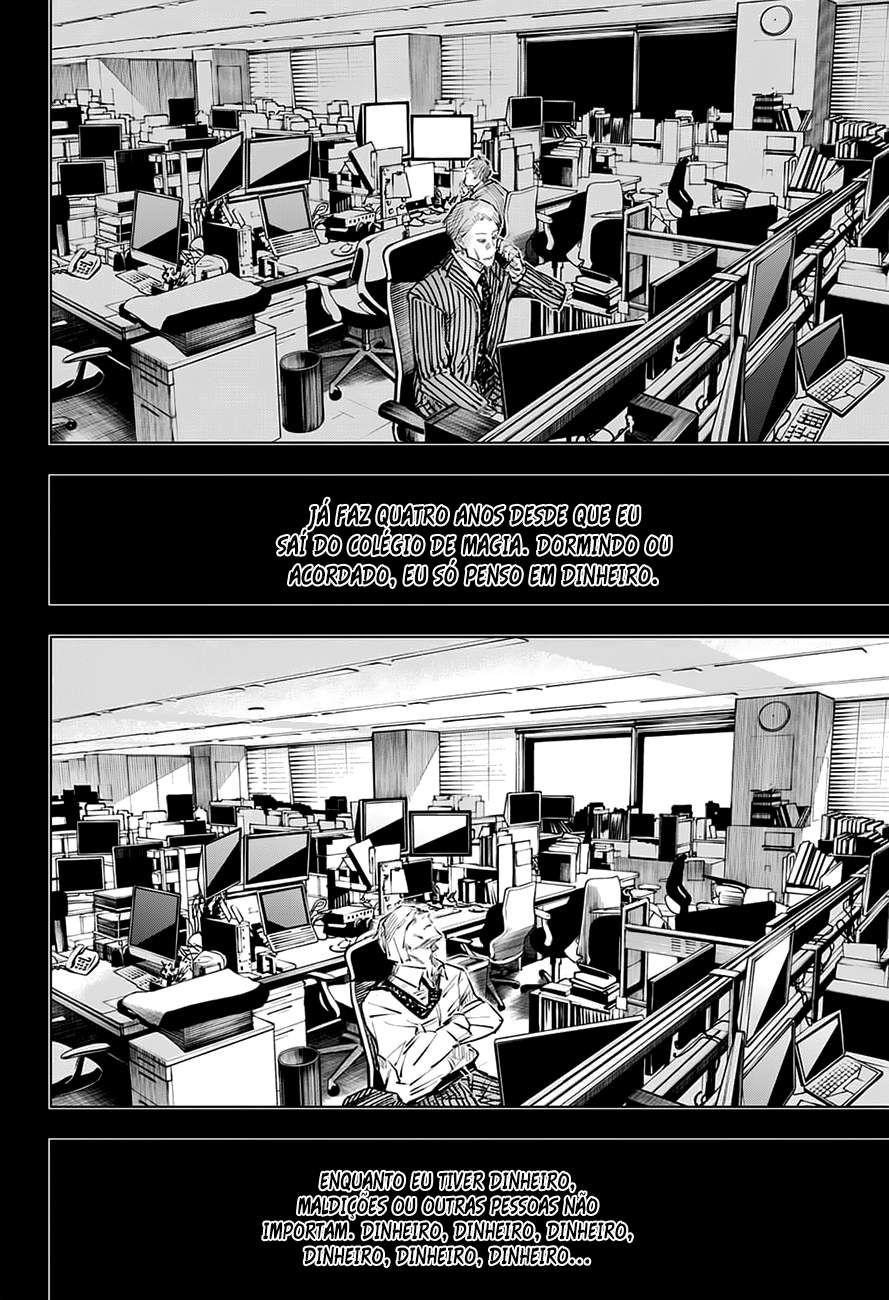 JÁ FAZ QUATRO ANOS DESDE QUE EU
SAÍ DO COLÉGIO DE MAGIA. DORMINDO OU
ACORDADO, EU SÓ PENSO EM DINHEIRO.
ENQUANTO EU TIVER DINHEIRO,
MALDIÇÕES OU OUTRAS PESSOAS NÃO
IMPORTAM. DINHEIRO, DINHEIRO, DINHEIRO,
DINHEIRO, DINHEIRO, DINHEIRO...